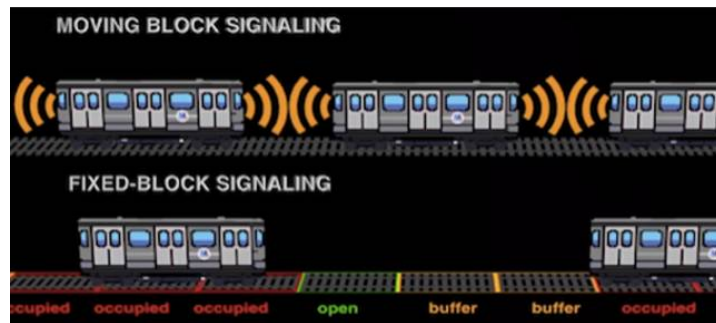 MOVING BLOCK SIGNALING
FIXED-BLOCK SIGNALING
ccupied occupied occupied open buffer buffer occupied